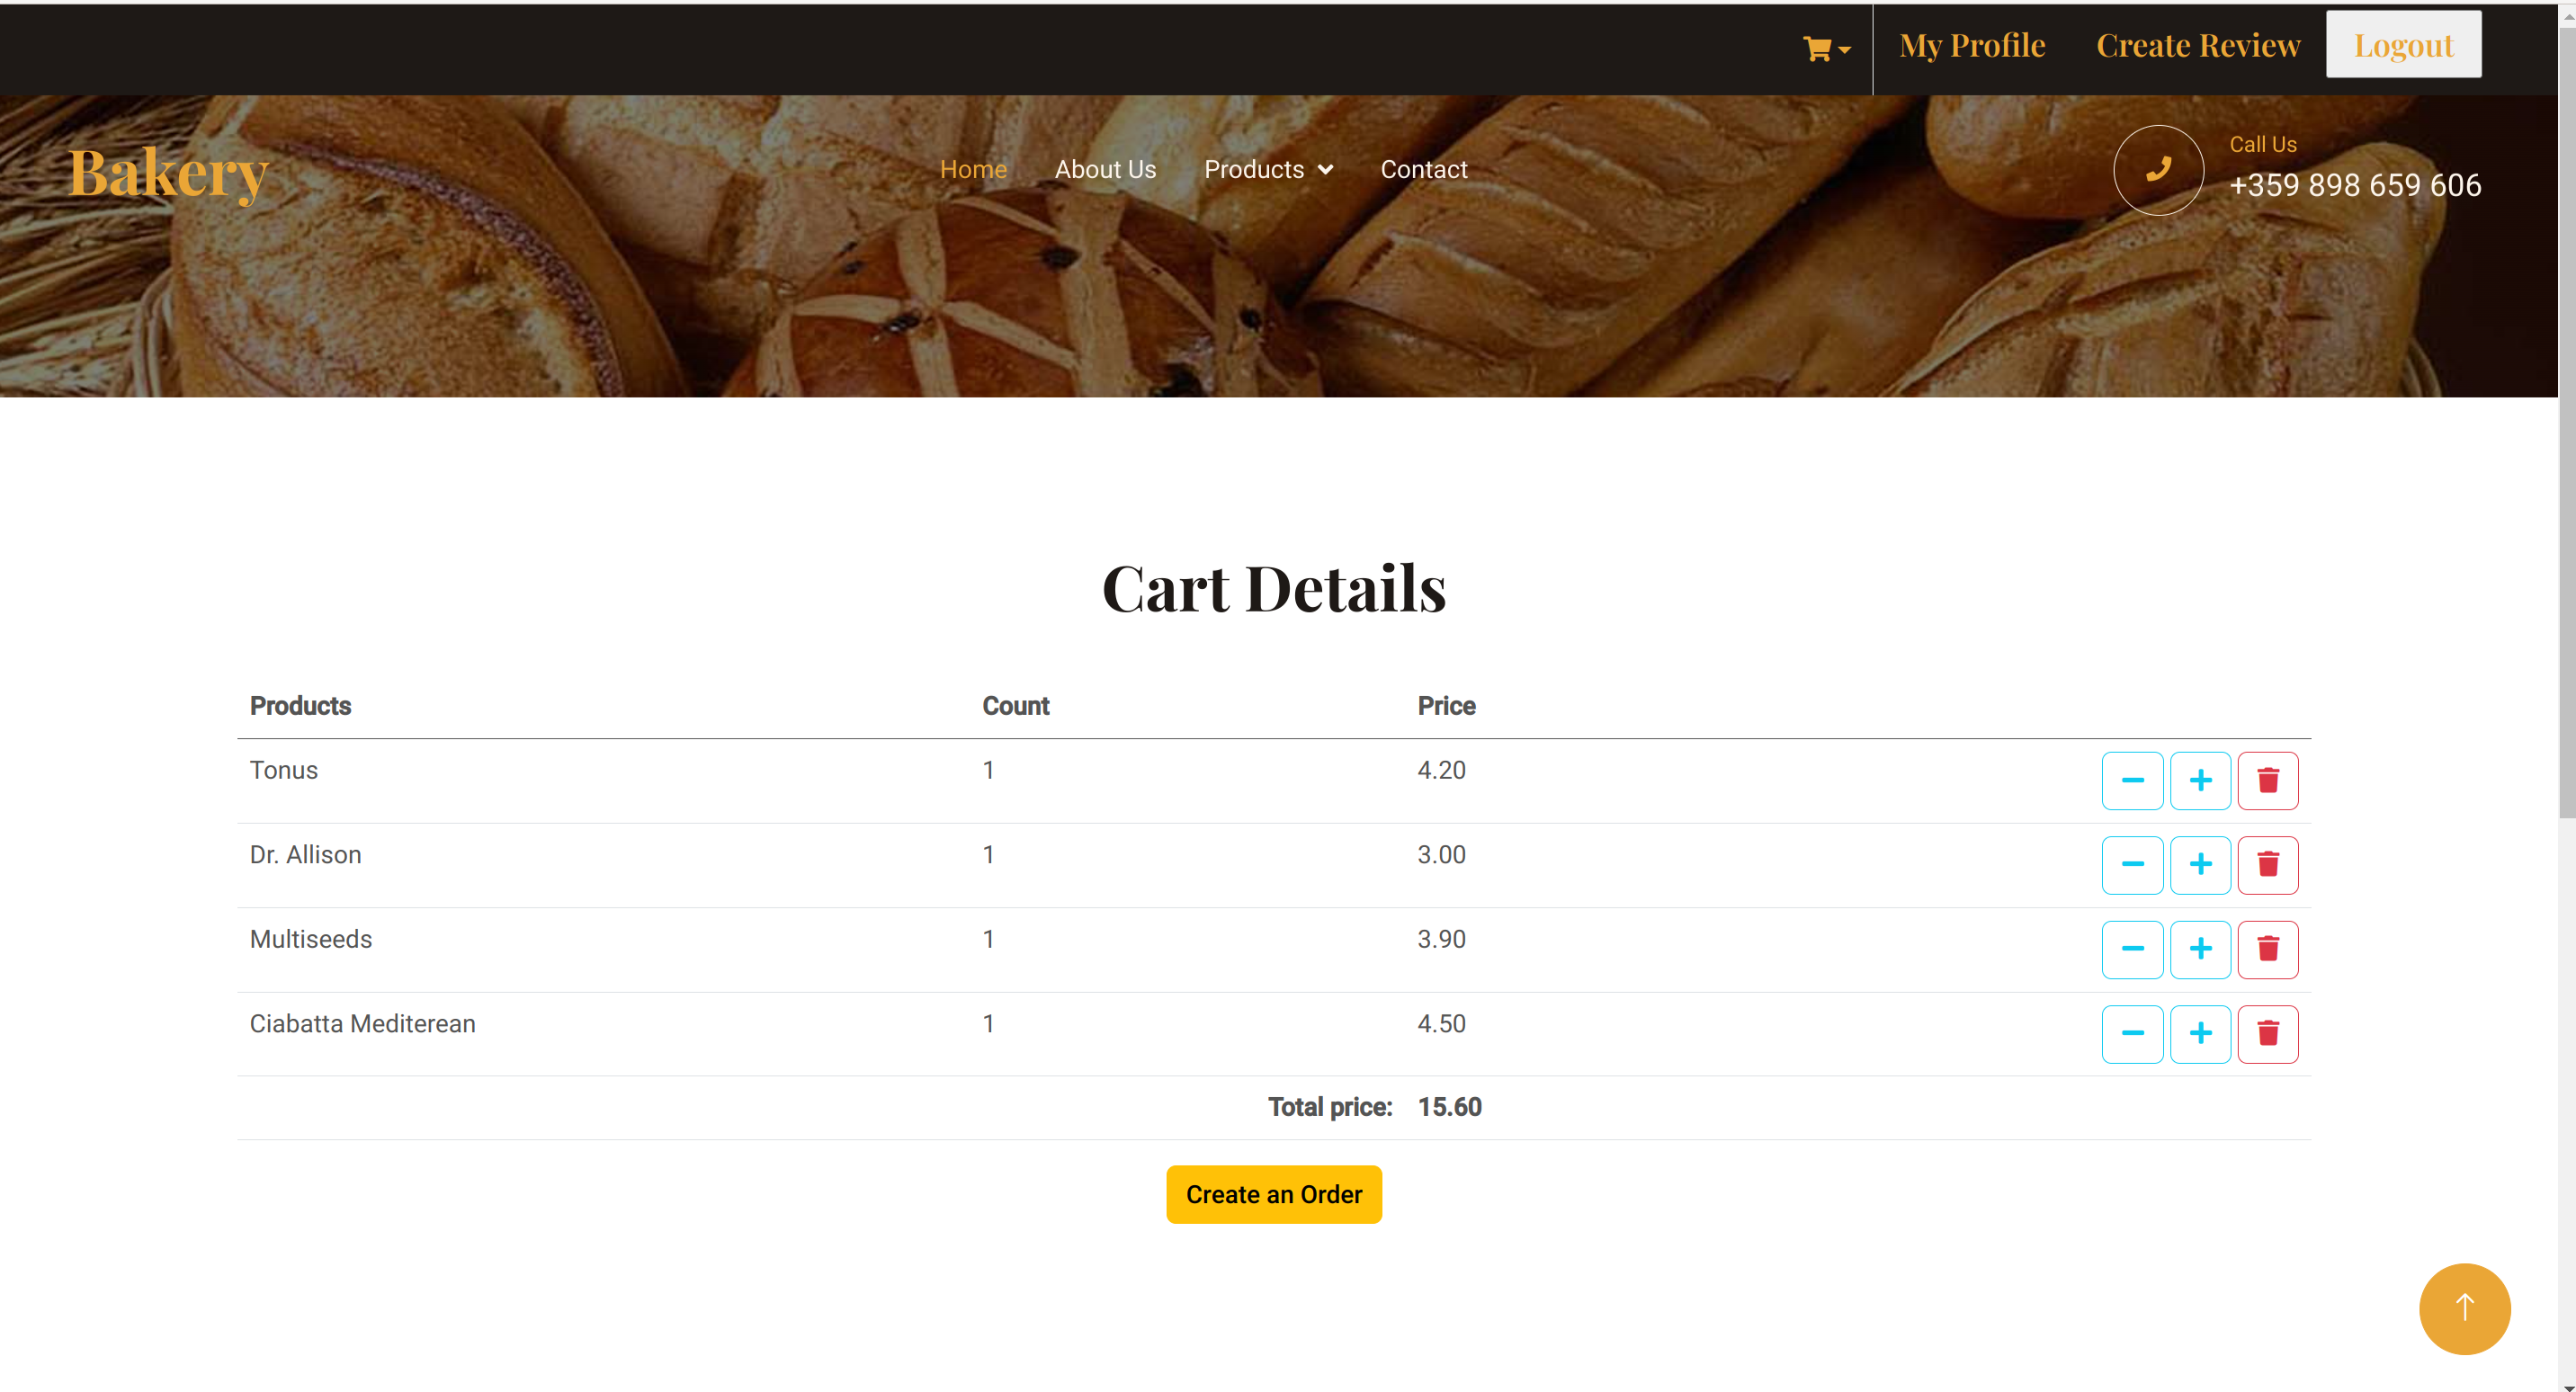 My Profile Create Review Logout
Bakery Home About Us Products Contact
Call Us
+359 898 659 606
Cart Details
Products Count Price
Tonus 1 4.20
Dr. Allison 1 3.00
Multiseeds 1 3.90
Ciabatta Mediterean 1 4.50
Total price: 15.60
Create an Order